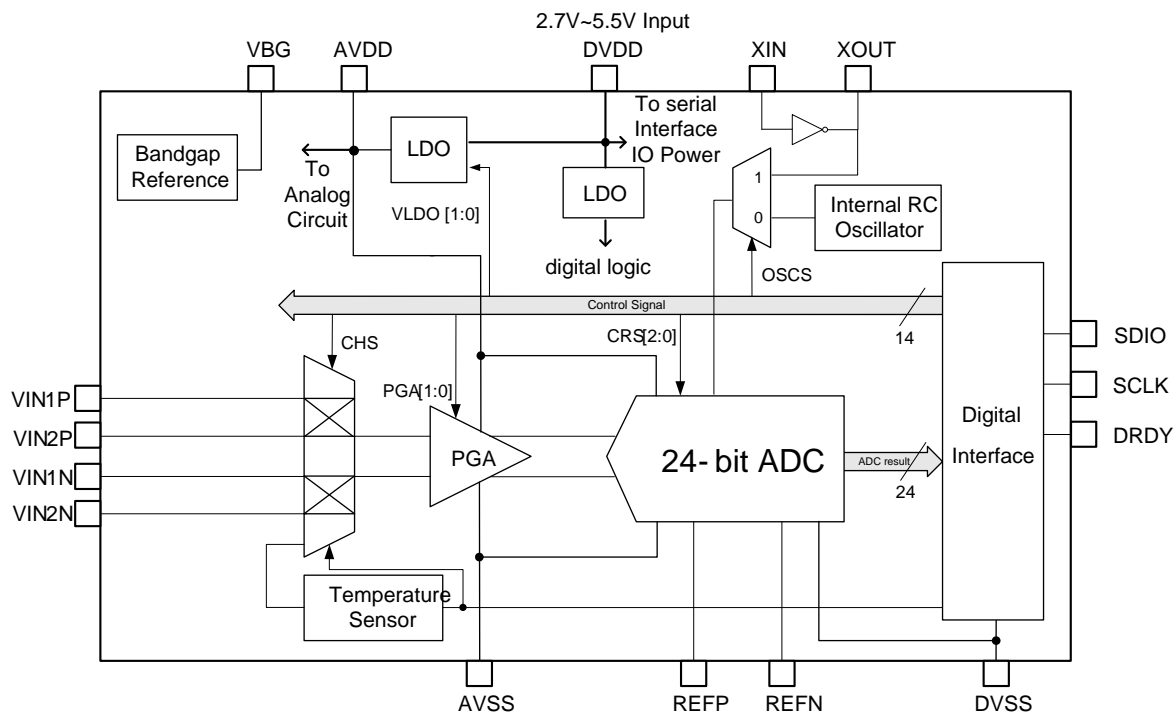 2.7V~5.5V Input
VBG
AVDD
DVDD
XIN
XOUT
Bandgap
Reference
To
Analog
Circuit
LDO
VLDO [1:0]
To serial
Interface
IO Power
LDO
digital logic
1
0
Internal RC
Oscillator
OSCS
Control Signal
14
CHS
PGA[1:0]
CRS[2:0]
VIN1P
VIN2P
VIN1N
VIN2N
PGA
24- bit ADC
ADC result
24
Digital
Interface
SDIO
SCLK
DRDY
Temperature
Sensor
AVSS
REFP
REFN
DVSS